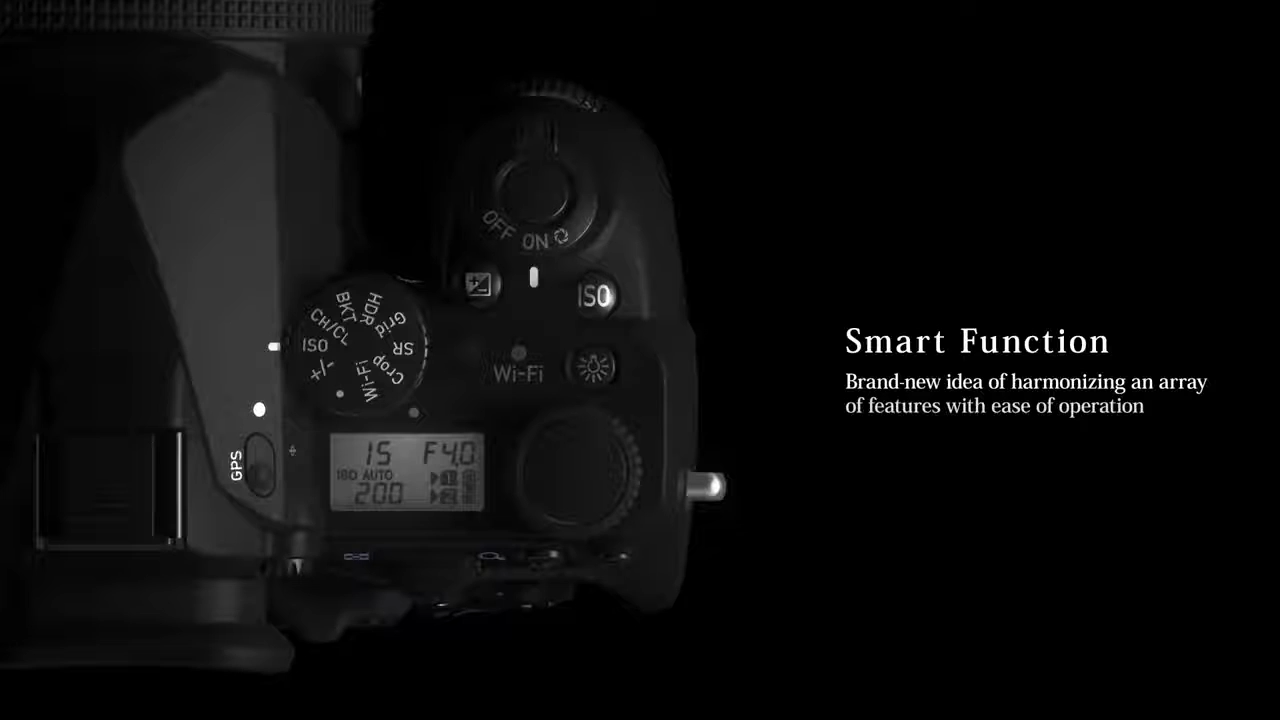 OFF ON
ISO
BKT
HDR
Grid
CH/CL
SR
ISO
Crop
+/-
Wi-Fi
Wi-Fi
GPS
15 F4.0
ISO AUTO
200
Smart Function
Brand-new idea of harmonizing an array
of features with ease of operation